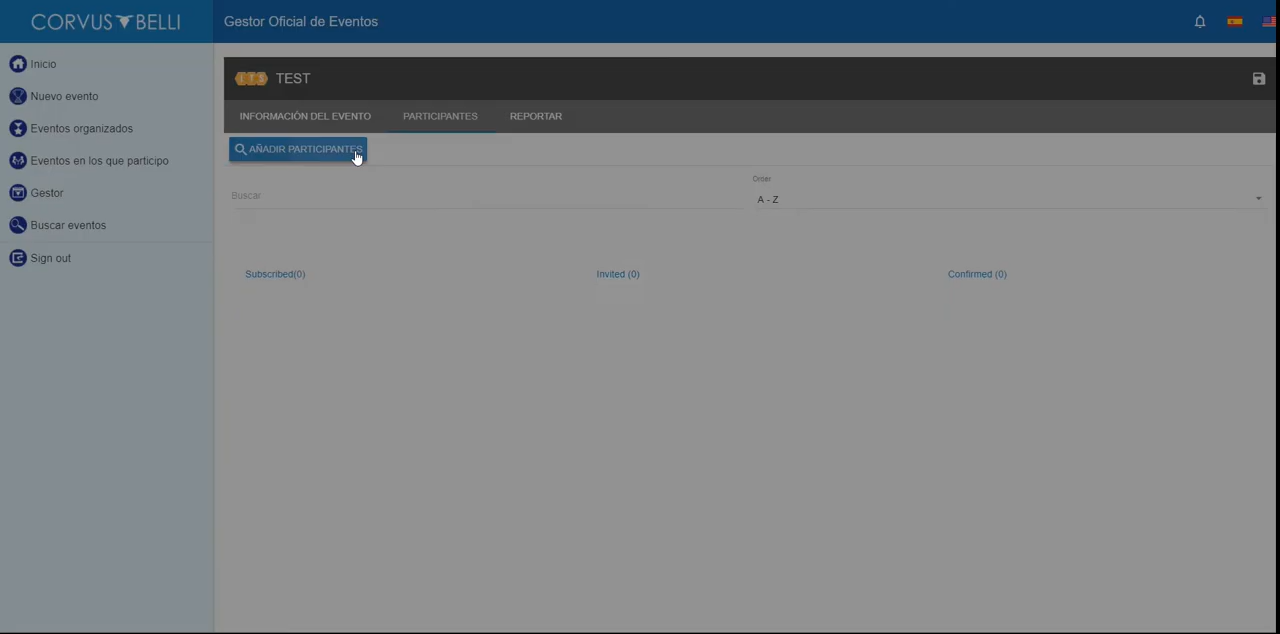 CORVUS BELLI
Gestor Oficial de Eventos
Inicio
Nuevo evento
Eventos organizados
Eventos en los que participo
Gestor
Buscar eventos
Sign out
ITS TEST
INFORMACIÓN DEL EVENTO PARTICIPANTES REPORTAR
AÑADIR PARTICIPANTES
Buscar
Order
A - Z
Subscribed(0) Invited (0) Confirmed (0)